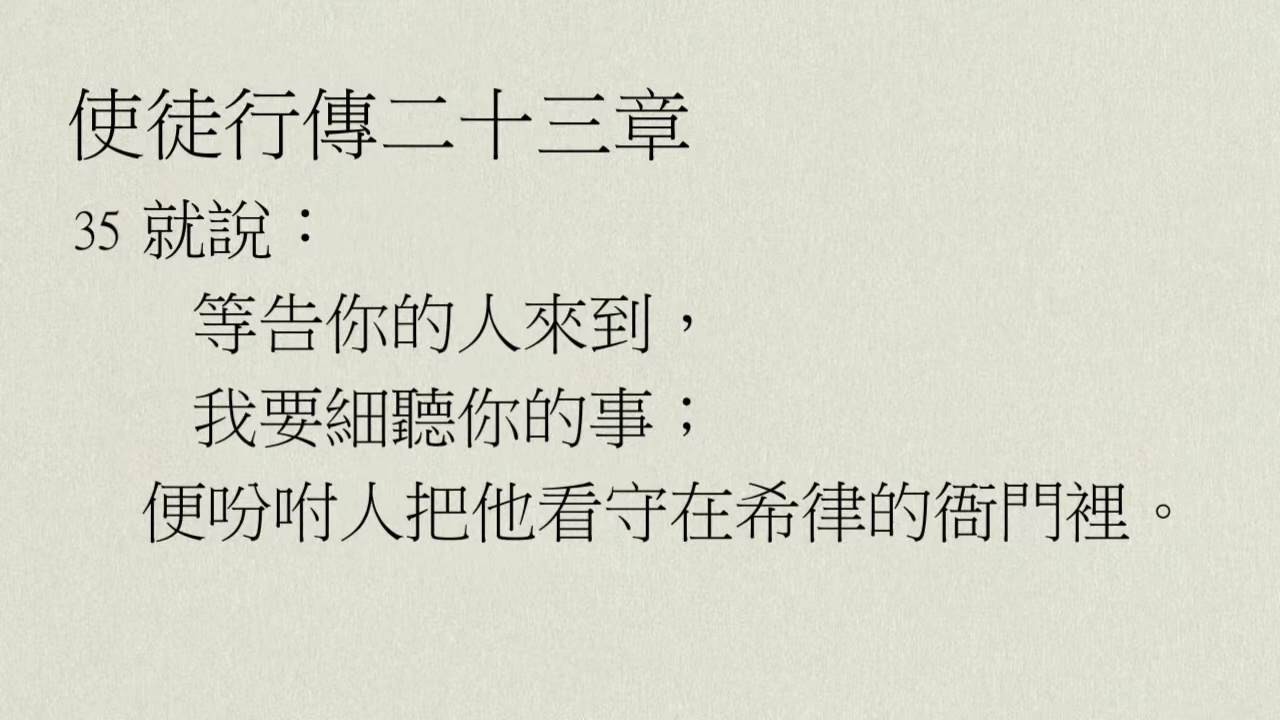 使徒行傳二十三章
35 就說：
等告你的人來到，
我要細聽你的事；
便吩咐人把他看守在希律的衙門裡。